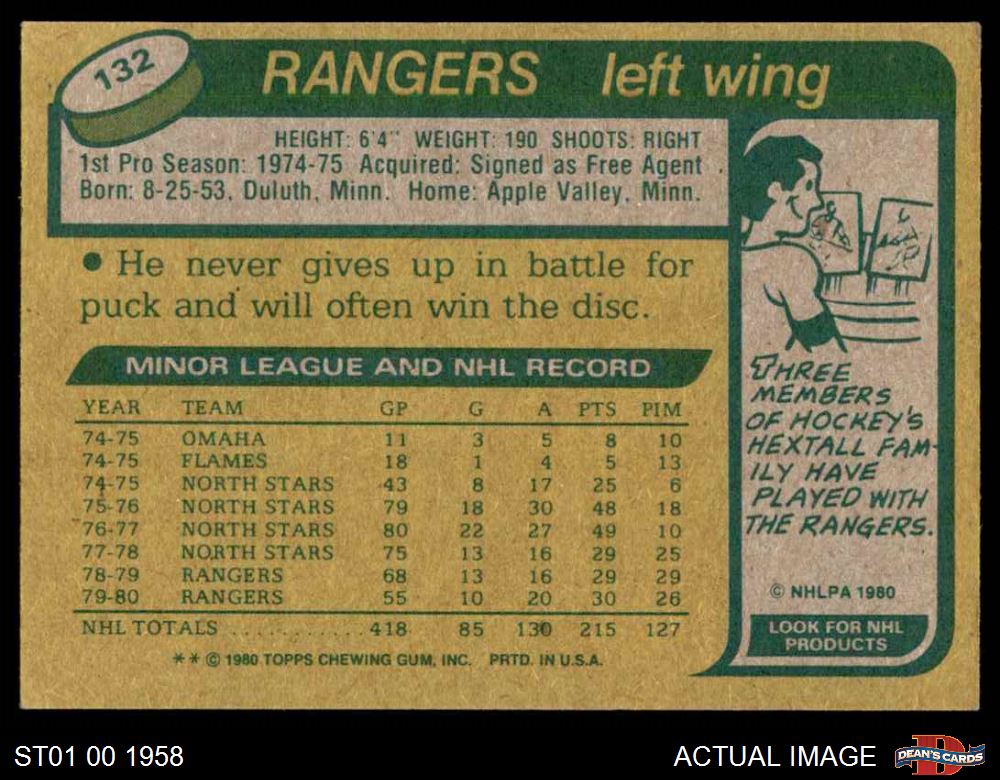 132
RANGERS left wing
HEIGHT: 6'4" WEIGHT: 190 SHOOTS: RIGHT
1st Pro Season: 1974-75 Acquired: Signed as Free Agent
Born: 8-25-53, Duluth, Minn. Home: Apple Valley, Minn.
• He never gives up in battle for
puck and will often win the disc.
MINOR LEAGUE AND NHL RECORD
YEAR TEAM GP G A PTS PIM
74-75 OMAHA 11 3 5 8 10
74-75 FLAMES 18 1 4 5 13
74-75 NORTH STARS 43 8 17 25 6
75-76 NORTH STARS 79 18 30 48 18
76-77 NORTH STARS 80 22 27 49 10
77-78 NORTH STARS 75 13 16 29 25
78-79 RANGERS 68 13 16 29 29
79-80 RANGERS 55 10 20 30 26
NHL TOTALS ........... 418 85 130 215 127
** © 1980 TOPPS CHEWING GUM, INC. PRTD. IN U.S.A.
THREE
MEMBERS
OF HOCKEY'S
HEXTALL FAM-
ILY HAVE
PLAYED WITH
THE RANGERS.
© NHLPA 1980
LOOK FOR NHL
PRODUCTS
ST01 00 1958
ACTUAL IMAGE
DEAN'S CARDS